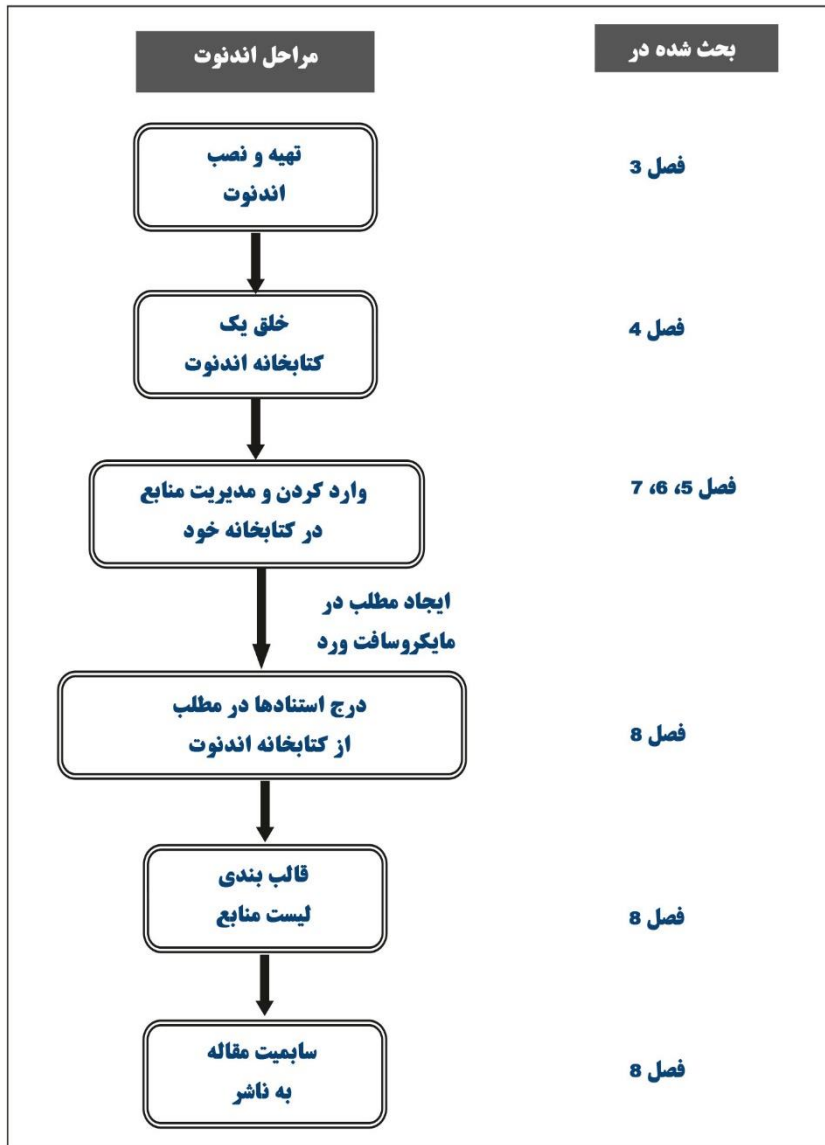 مراحل اندنوت
بحث شده در
تهیه و نصب
اندنوت
فصل 3
خلق یک
کتابخانه اندنوت
فصل 4
وارد کردن و مدیریت منابع
در کتابخانه خود
فصل 5، 6، 7
ایجاد مطلب در
مایکروسافت ورد
درج استنادها در مطلب
از کتابخانه اندنوت
فصل 8
قالب بندی
لیست منابع
فصل 8
سابمیت مقاله
به ناشر
فصل 8